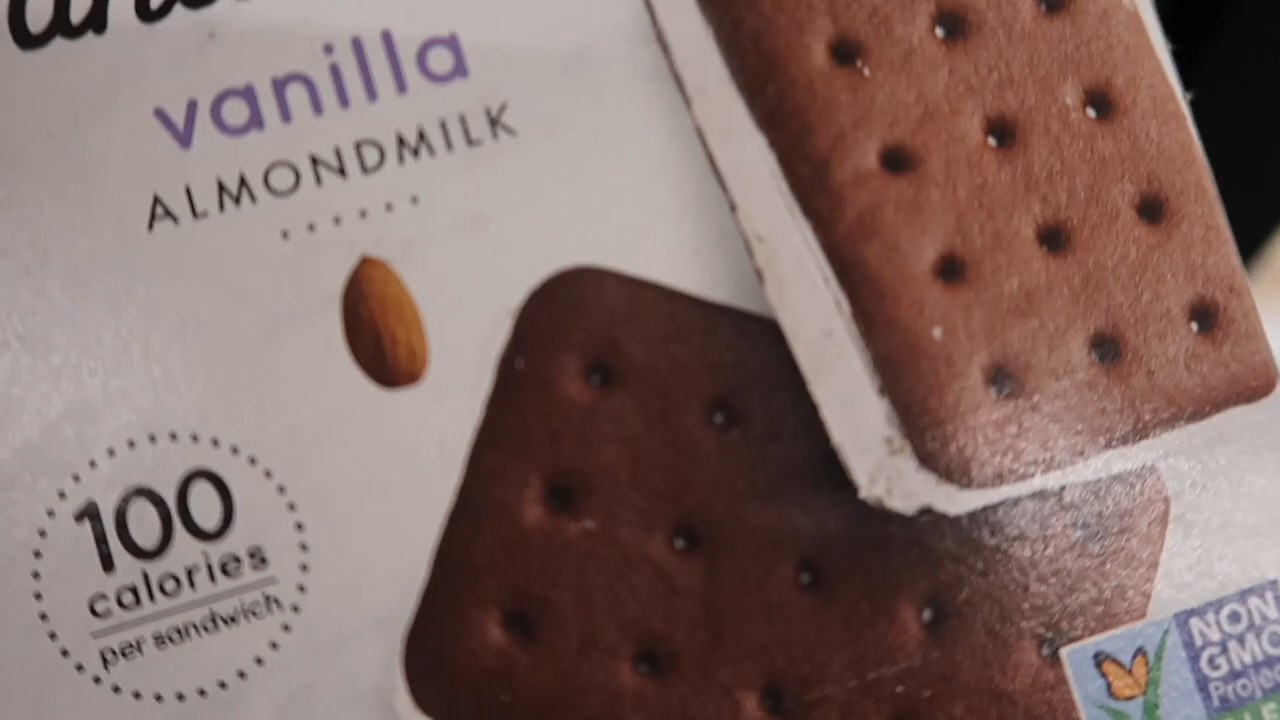 vanilla
ALMONDMILK
100
calories
per sandwich
NON
GMO
Project